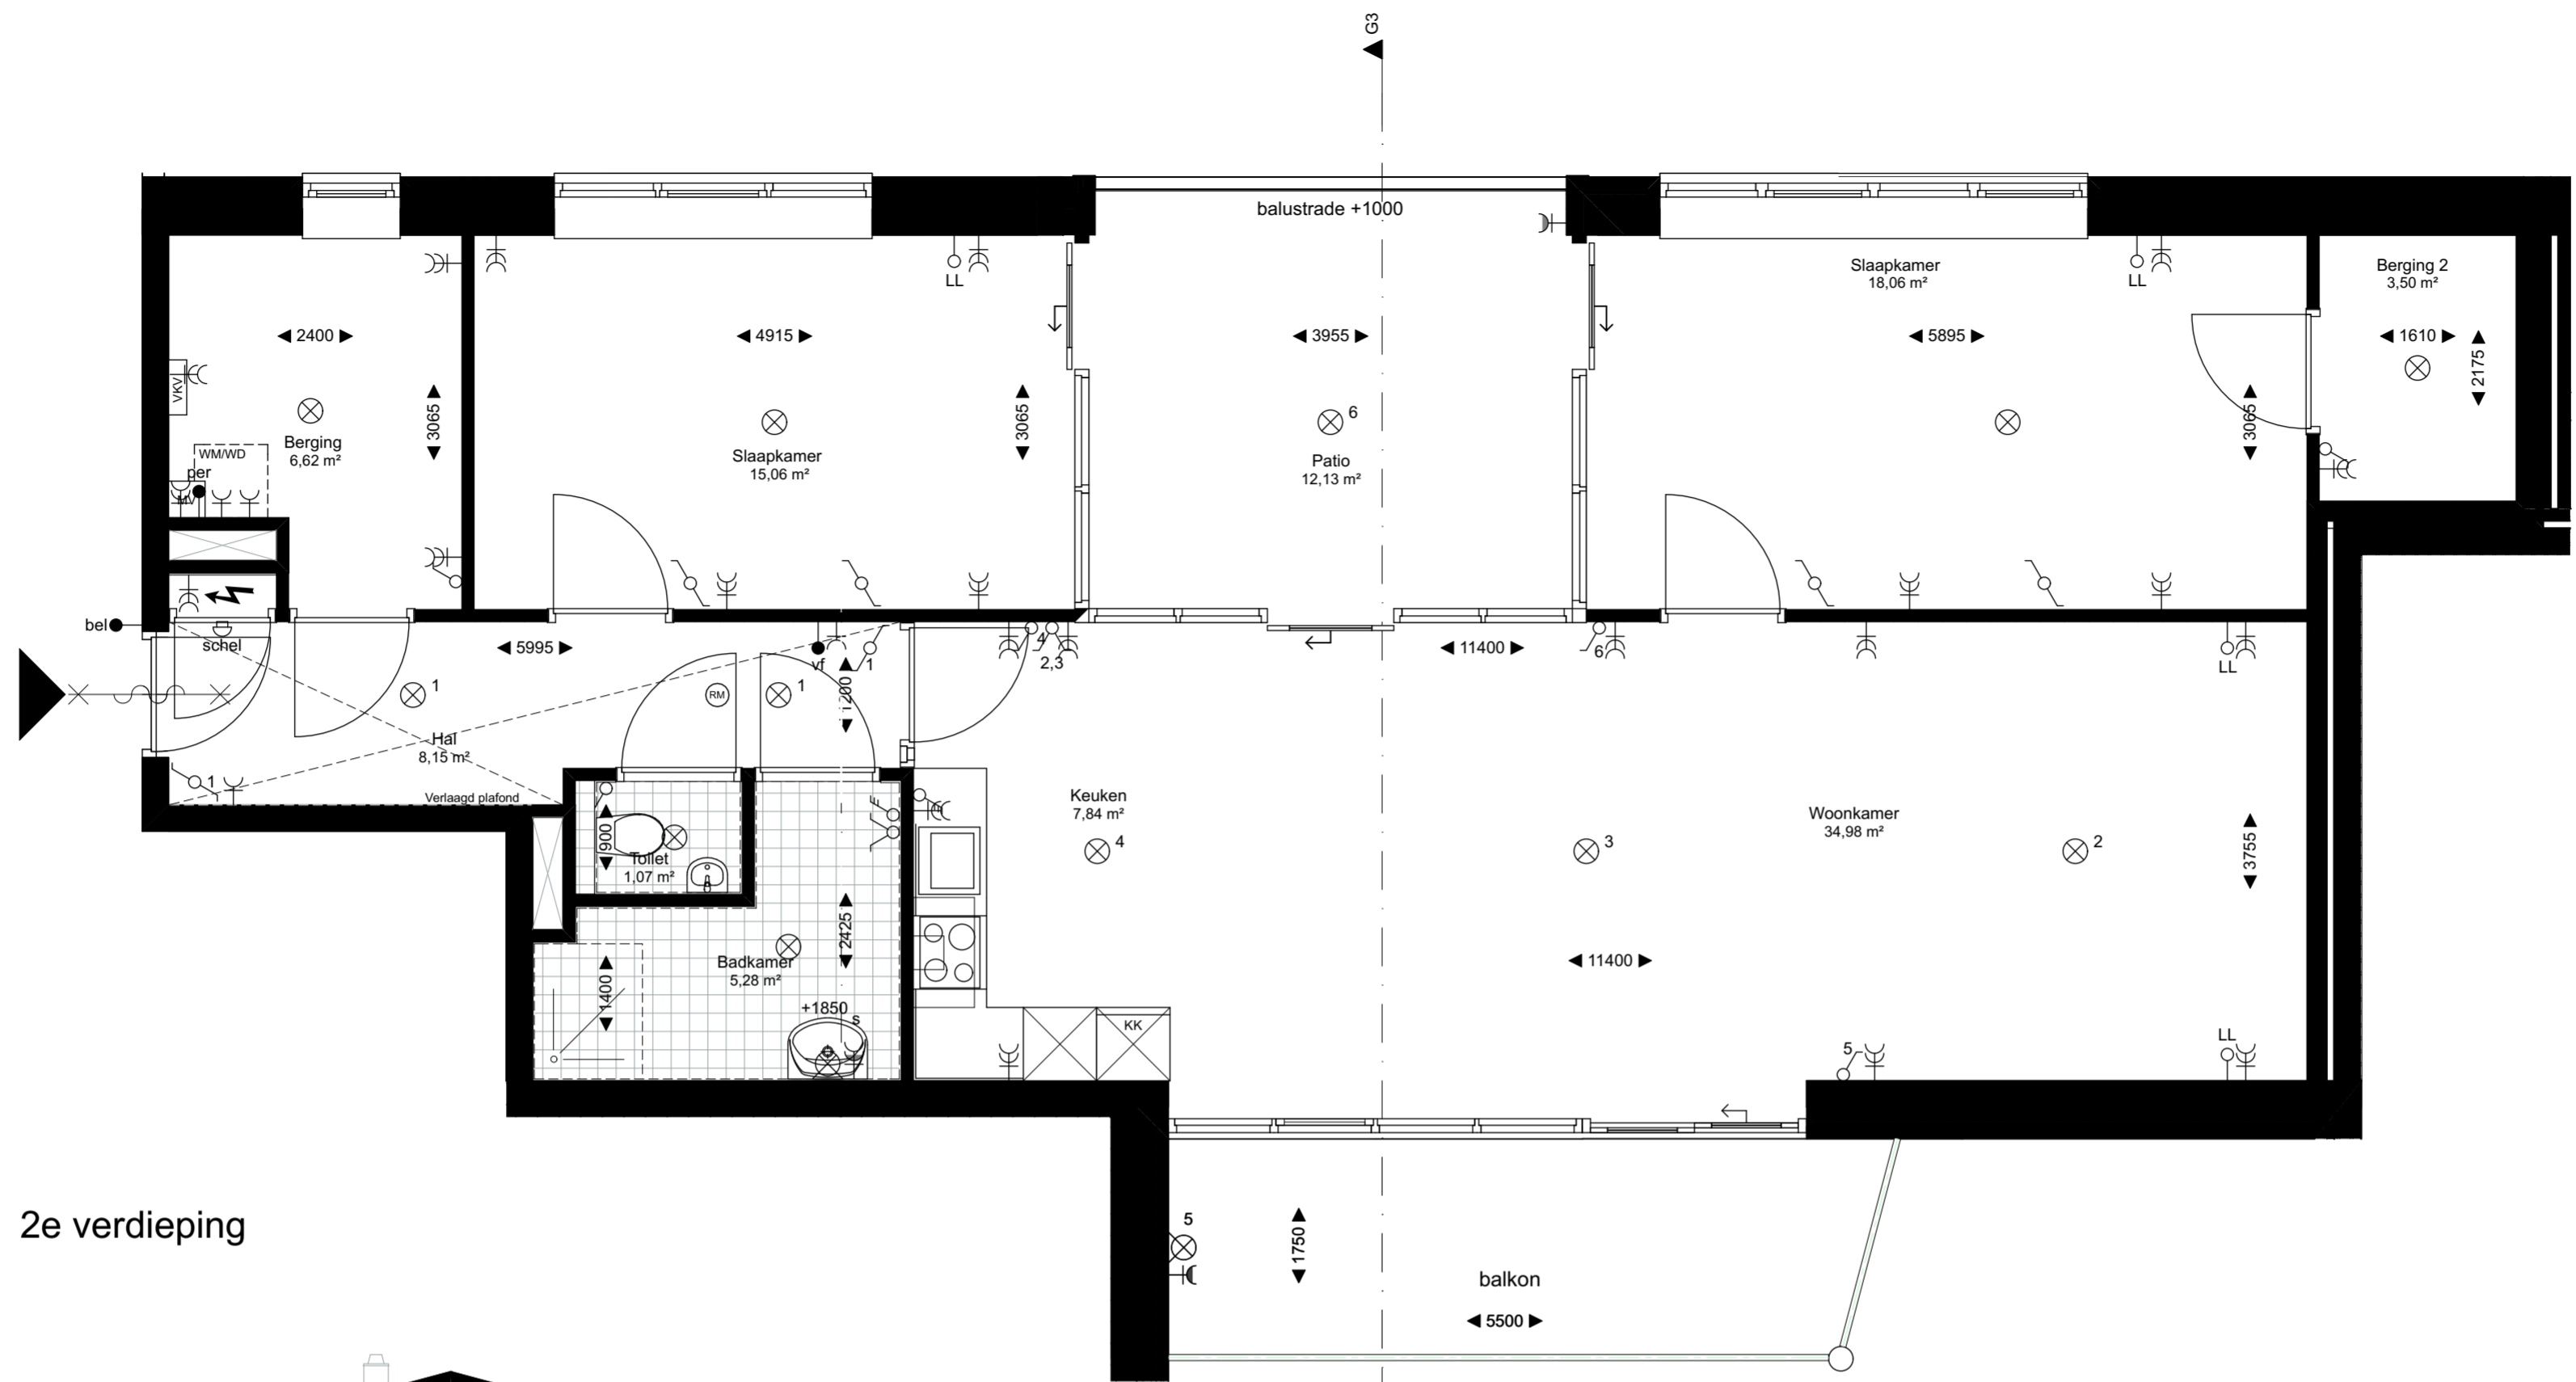 G3
balustrade +1000
Slaapkamer
18,06 m²
Berging 2
3,50 m²
LL
LL
2400
4915
3955
5895
1610
2175
VKV
3065
3065
3065
6
Berging
6,62 m²
Slaapkamer
15,06 m²
Patio
12,13 m²
WM/WD
per
MV
bel
schel
5995
vf
1
4
2,3
11400
6
LL
1
RM
1
1200
Hal
8,15 m²
1
Verlaagd plafond
Keuken
7,84 m²
Woonkamer
34,98 m²
900
Toilet
1,07 m²
4
3
2
3755
2425
Badkamer
5,28 m²
11400
1400
+1850
s
KK
5
LL
2e verdieping
5
1750
balkon
5500